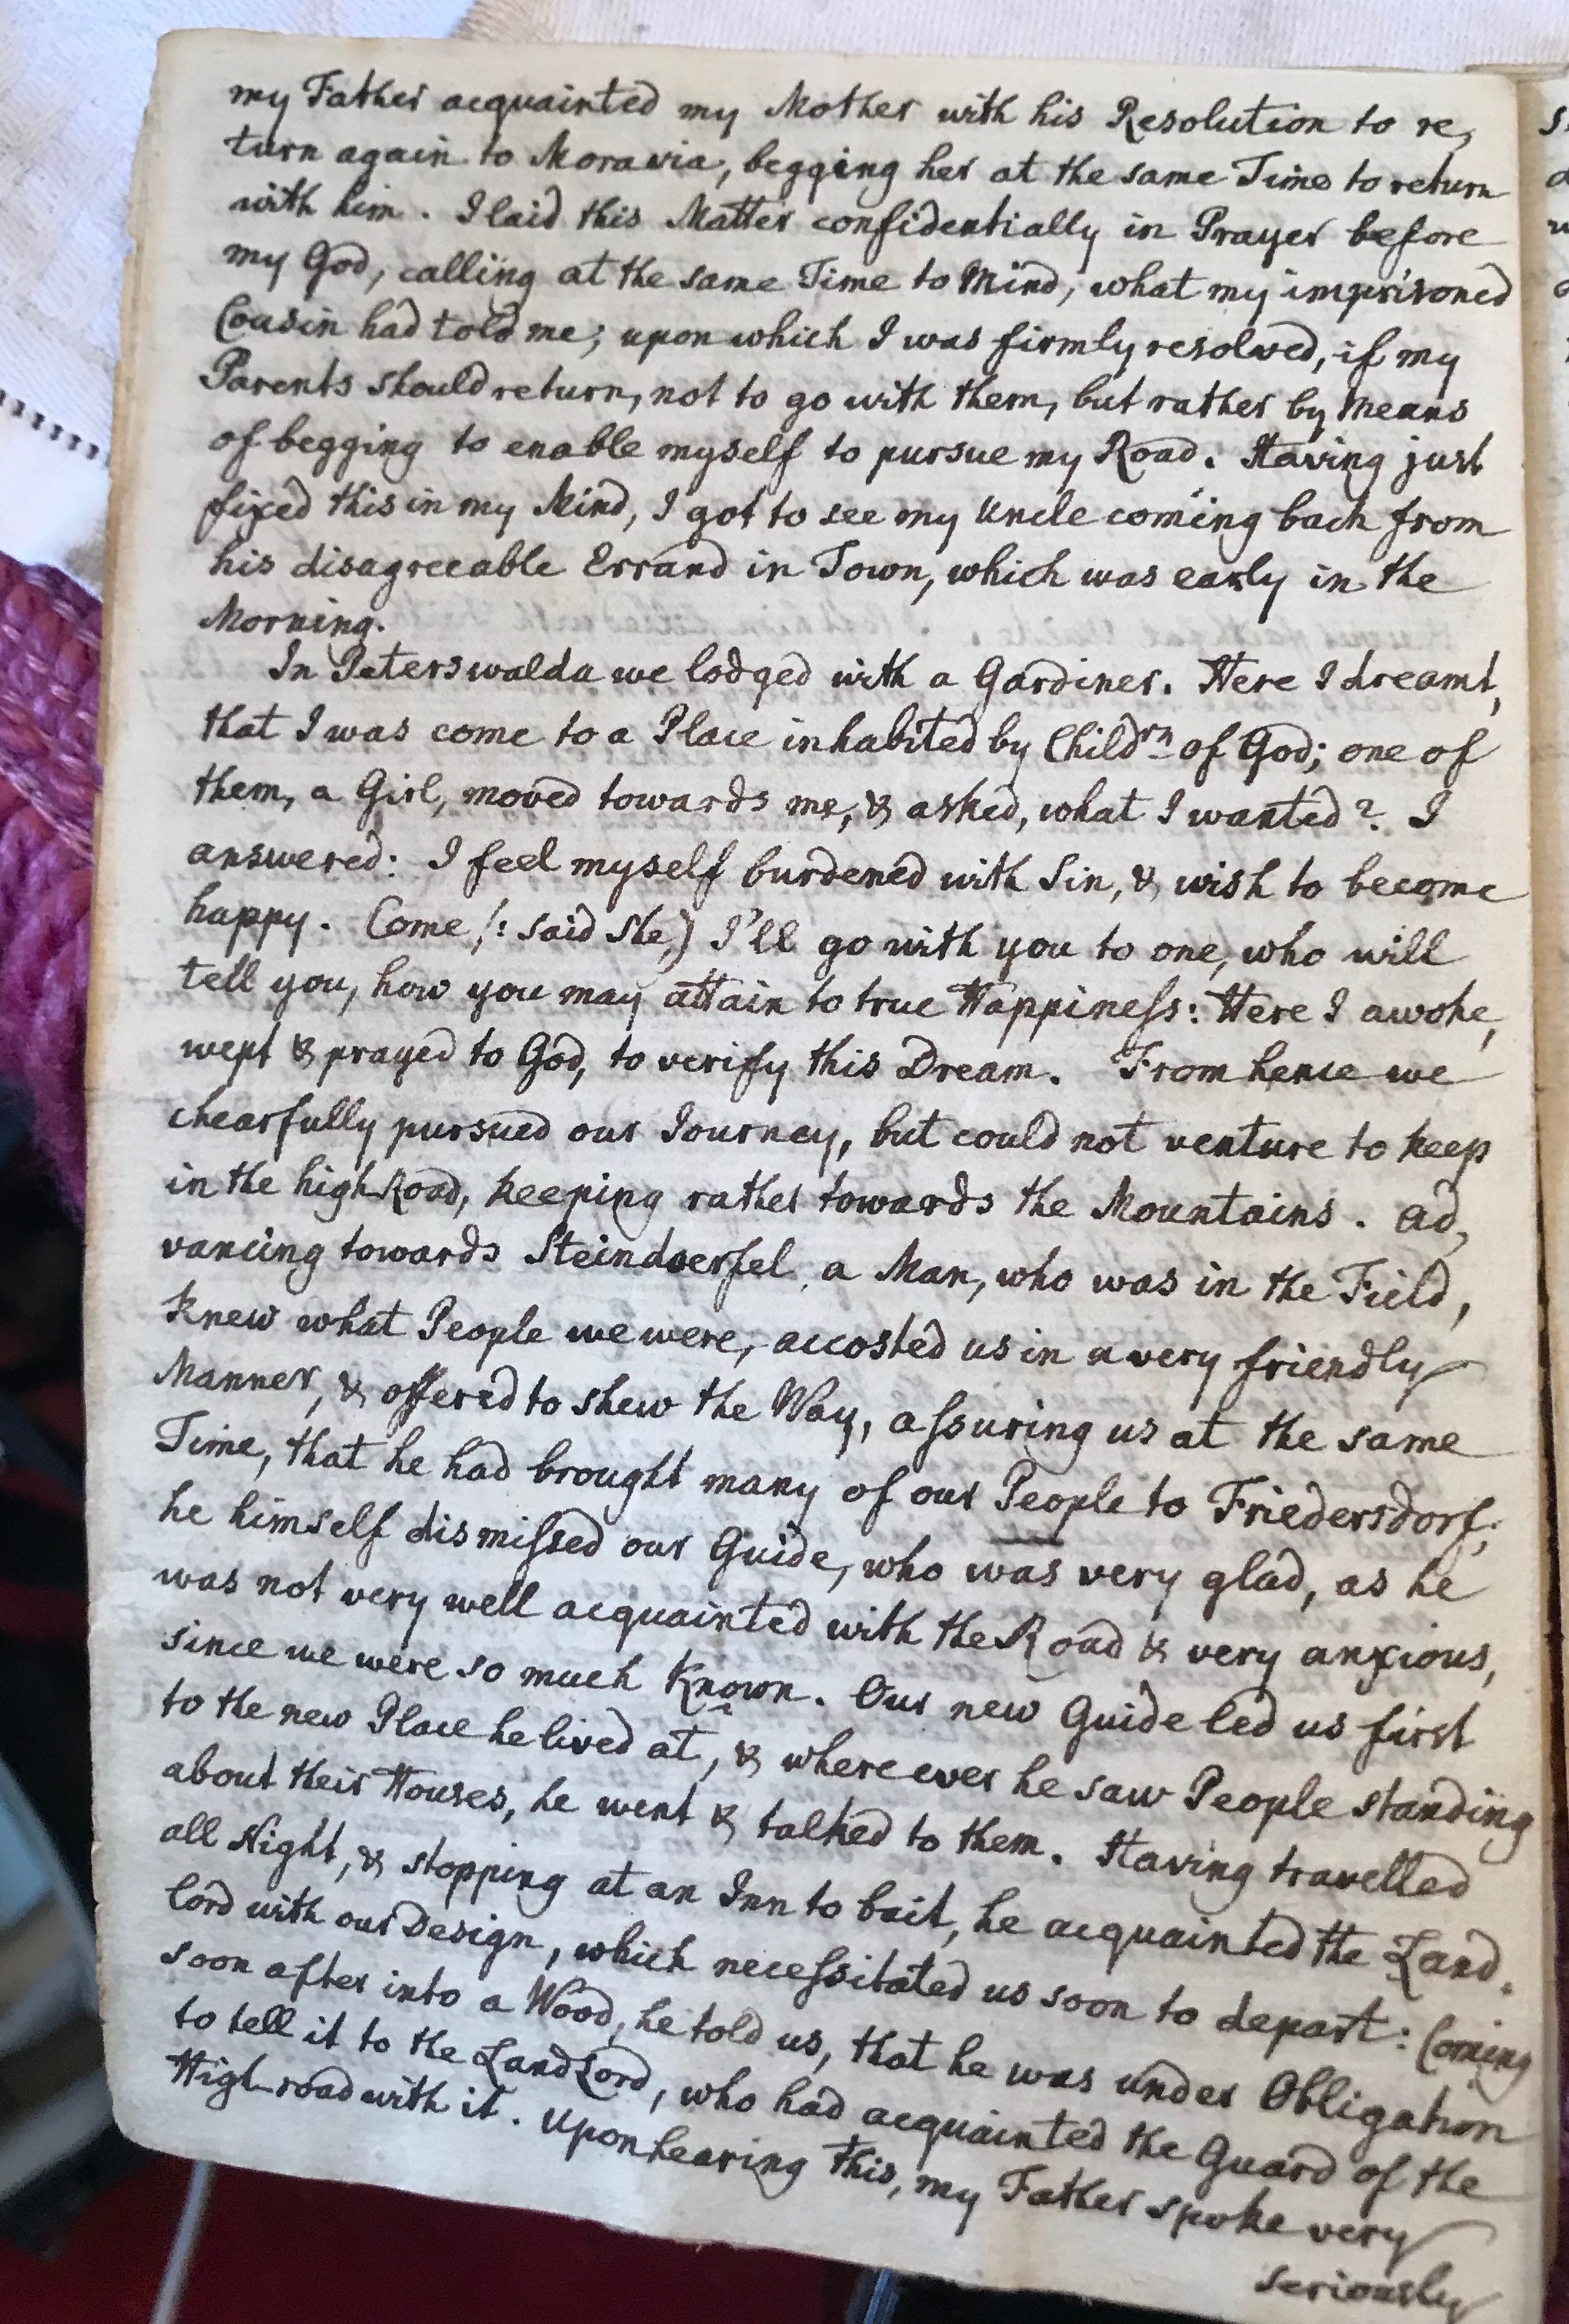 my Father acquainted my Mother with his Resolution to re,
turn again to Moravia, begging her at the same Time to return
with him. I laid this Matter confidentially in Prayer before
my God, calling at the same Time to Mind, what my imprisoned
Cousin had told me; upon which I was firmly resolved, if my
Parents should return, not to go with them, but rather by Means
of begging to enable myself to pursue my Road. Having just
fixed this in my Mind, I got to see my Uncle coming back from
his disagreeable Errand in Town, which was early in the
Morning.
In Peterswalda we lodged with a Gardiner. Here I dreamt,
that I was come to a Place inhabited by Childrn of God; one of
them, a Girl, moved towards me, & asked, what I wanted? I
answered: I feel myself burdened with Sin, & wish to become
happy. Come (: said she,) I'll go with you to one, who will
tell you, how you may attain to true Happineſs: Here I awoke,
wept & prayed to God, to verify this Dream. From hence we
chearfully pursued our Journey, but could not venture to keep
in the high Road, keeping rather towards the Mountains. Ad,
vancing towards Steindoerfel, a Man, who was in the Field,
knew what People we were, accosted us in a very friendly
Manner, & offered to shew the Way, aſsuring us at the same
Time, that he had brought many of our People to Friedersdorf;
he himself dismiſsed our Guide, who was very glad, as he
was not very well acquainted with the Road & very anxious,
since we were so much Known. Our new Guide led us first
to the new Place he lived at, & where ever he saw People standing
about their Houses, he went & talked to them. Having travelled
all Night, & stopping at an Inn to bait, he acquainted the Land,
lord with our Design, which neceſsitated us soon to depart: Coming
soon after into a Wood, he told us, that he was under Obligation
to tell it to the Land Lord, who had acquainted the Guard of the
High-road with it. Upon hearing this, my Father spoke very
seriously